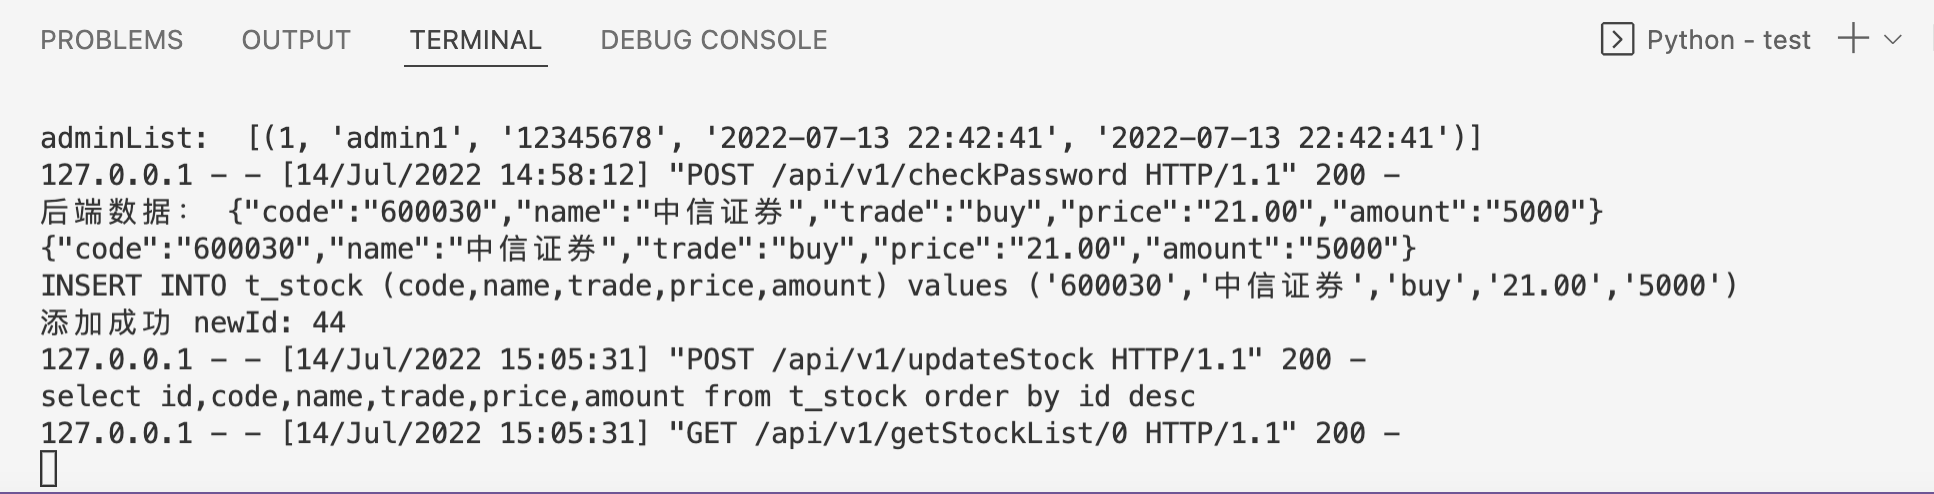 PROBLEMS OUTPUT TERMINAL DEBUG CONSOLE Python - test
adminList:  [(1, 'admin1', '12345678', '2022-07-13 22:42:41', '2022-07-13 22:42:41')]
127.0.0.1 - - [14/Jul/2022 14:58:12] "POST /api/v1/checkPassword HTTP/1.1" 200 -
后端数据： {"code":"600030","name":"中信证券","trade":"buy","price":"21.00","amount":"5000"}
{"code":"600030","name":"中信证券","trade":"buy","price":"21.00","amount":"5000"}
INSERT INTO t_stock (code,name,trade,price,amount) values ('600030','中信证券','buy','21.00','5000')
添加成功 newId: 44
127.0.0.1 - - [14/Jul/2022 15:05:31] "POST /api/v1/updateStock HTTP/1.1" 200 -
select id,code,name,trade,price,amount from t_stock order by id desc
127.0.0.1 - - [14/Jul/2022 15:05:31] "GET /api/v1/getStockList/0 HTTP/1.1" 200 -